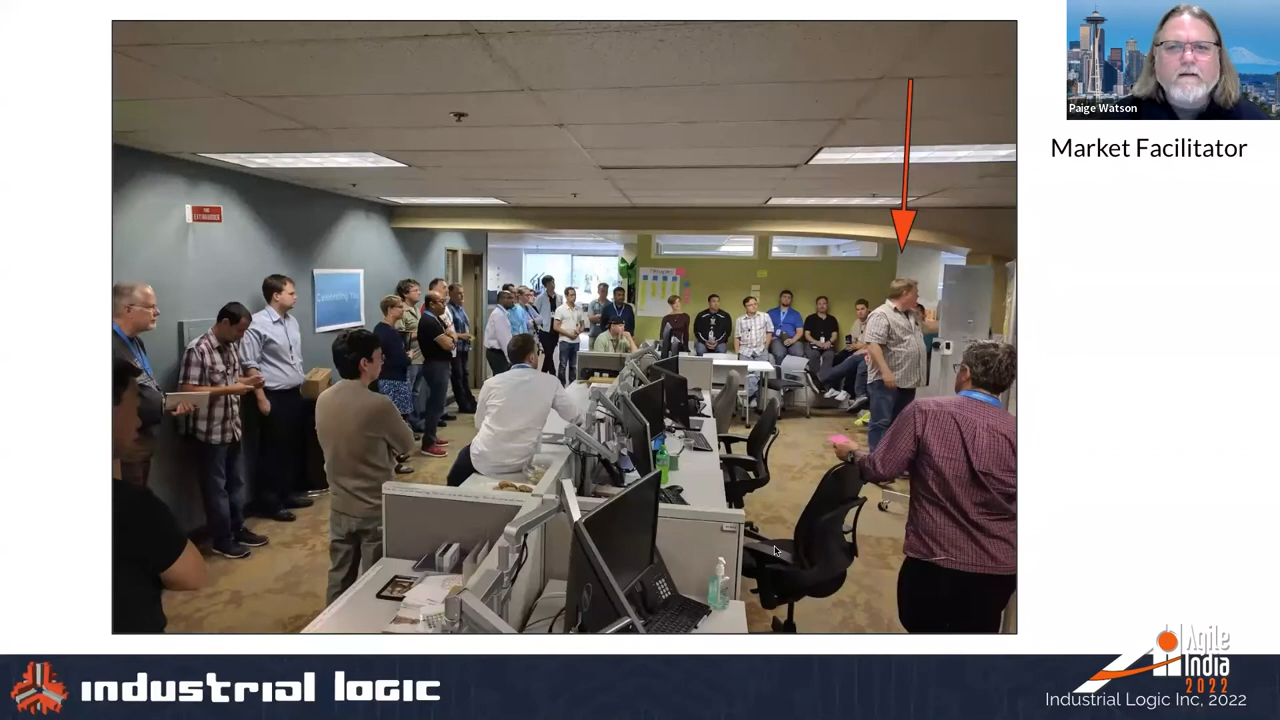 Paige Watson
Market Facilitator
FIRE
EXTINGUISHER
industrial logic
Agile
India
2022
Industrial Logic Inc, 2022